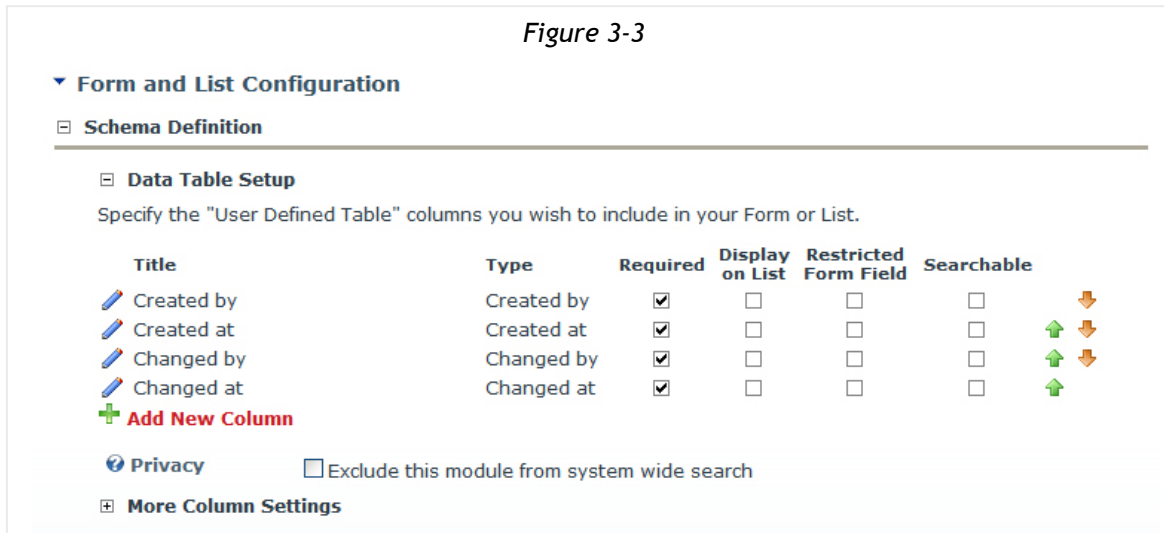 Figure 3-3
Form and List Configuration
Schema Definition
Data Table Setup
Specify the "User Defined Table" columns you wish to include in your Form or List.
Title Type Required Display on List Restricted Form Field Searchable
Created by Created by
Created at Created at
Changed by Changed by
Changed at Changed at
Add New Column
Privacy Exclude this module from system wide search
More Column Settings